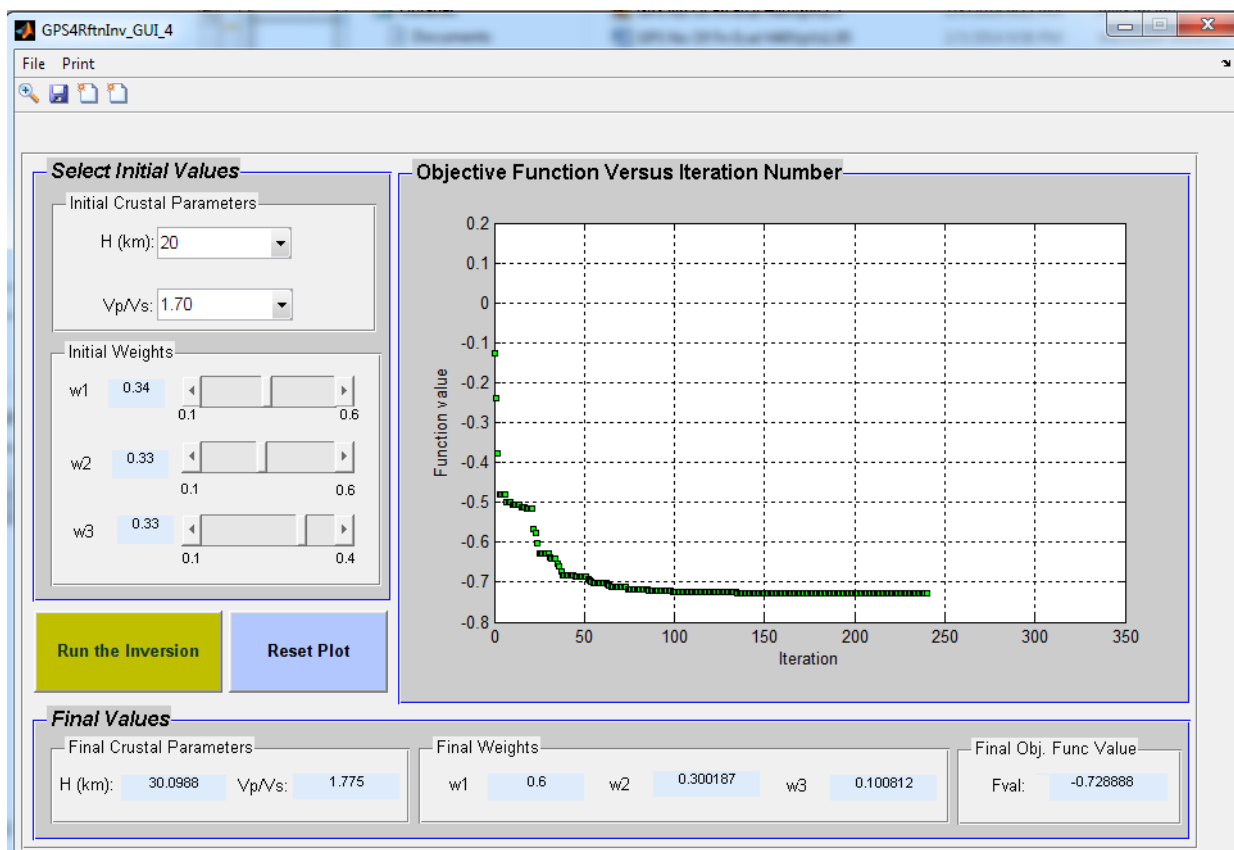 GPS4RftnInv_GUI_4
File Print
Select Initial Values
Initial Crustal Parameters
H (km): 20
Vp/Vs: 1.70
Initial Weights
w1 0.34
0.1 0.6
w2 0.33
0.1 0.6
w3 0.33
0.1 0.4
Run the Inversion
Reset Plot
Objective Function Versus Iteration Number
0.2
0.1
0
-0.1
-0.2
-0.3
-0.4
-0.5
-0.6
-0.7
-0.8
Function value
0 50 100 150 200 250 300 350
Iteration
Final Values
Final Crustal Parameters
H (km): 30.0988 Vp/Vs: 1.775
Final Weights
w1 0.6 w2 0.300187 w3 0.100812
Final Obj. Func Value
Fval: -0.728888